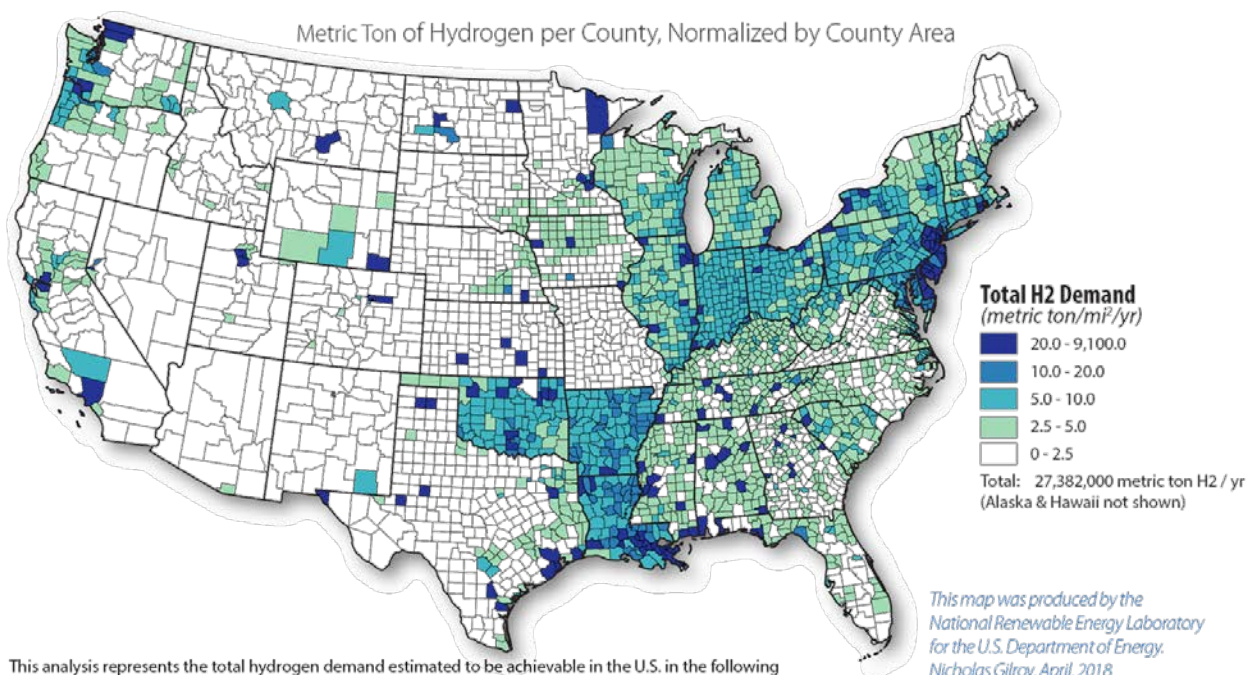 Metric Ton of Hydrogen per County, Normalized by County Area
Total H2 Demand
(metric ton/mi²/yr)
20.0 - 9,100.0
10.0 - 20.0
5.0 - 10.0
2.5 - 5.0
0 - 2.5
Total: 27,382,000 metric ton H2 / yr
(Alaska & Hawaii not shown)
This map was produced by the
National Renewable Energy Laboratory
for the U.S. Department of Energy.
Nicholas Gilroy, April, 2018
This analysis represents the total hydrogen demand estimated to be achievable in the U.S. in the following